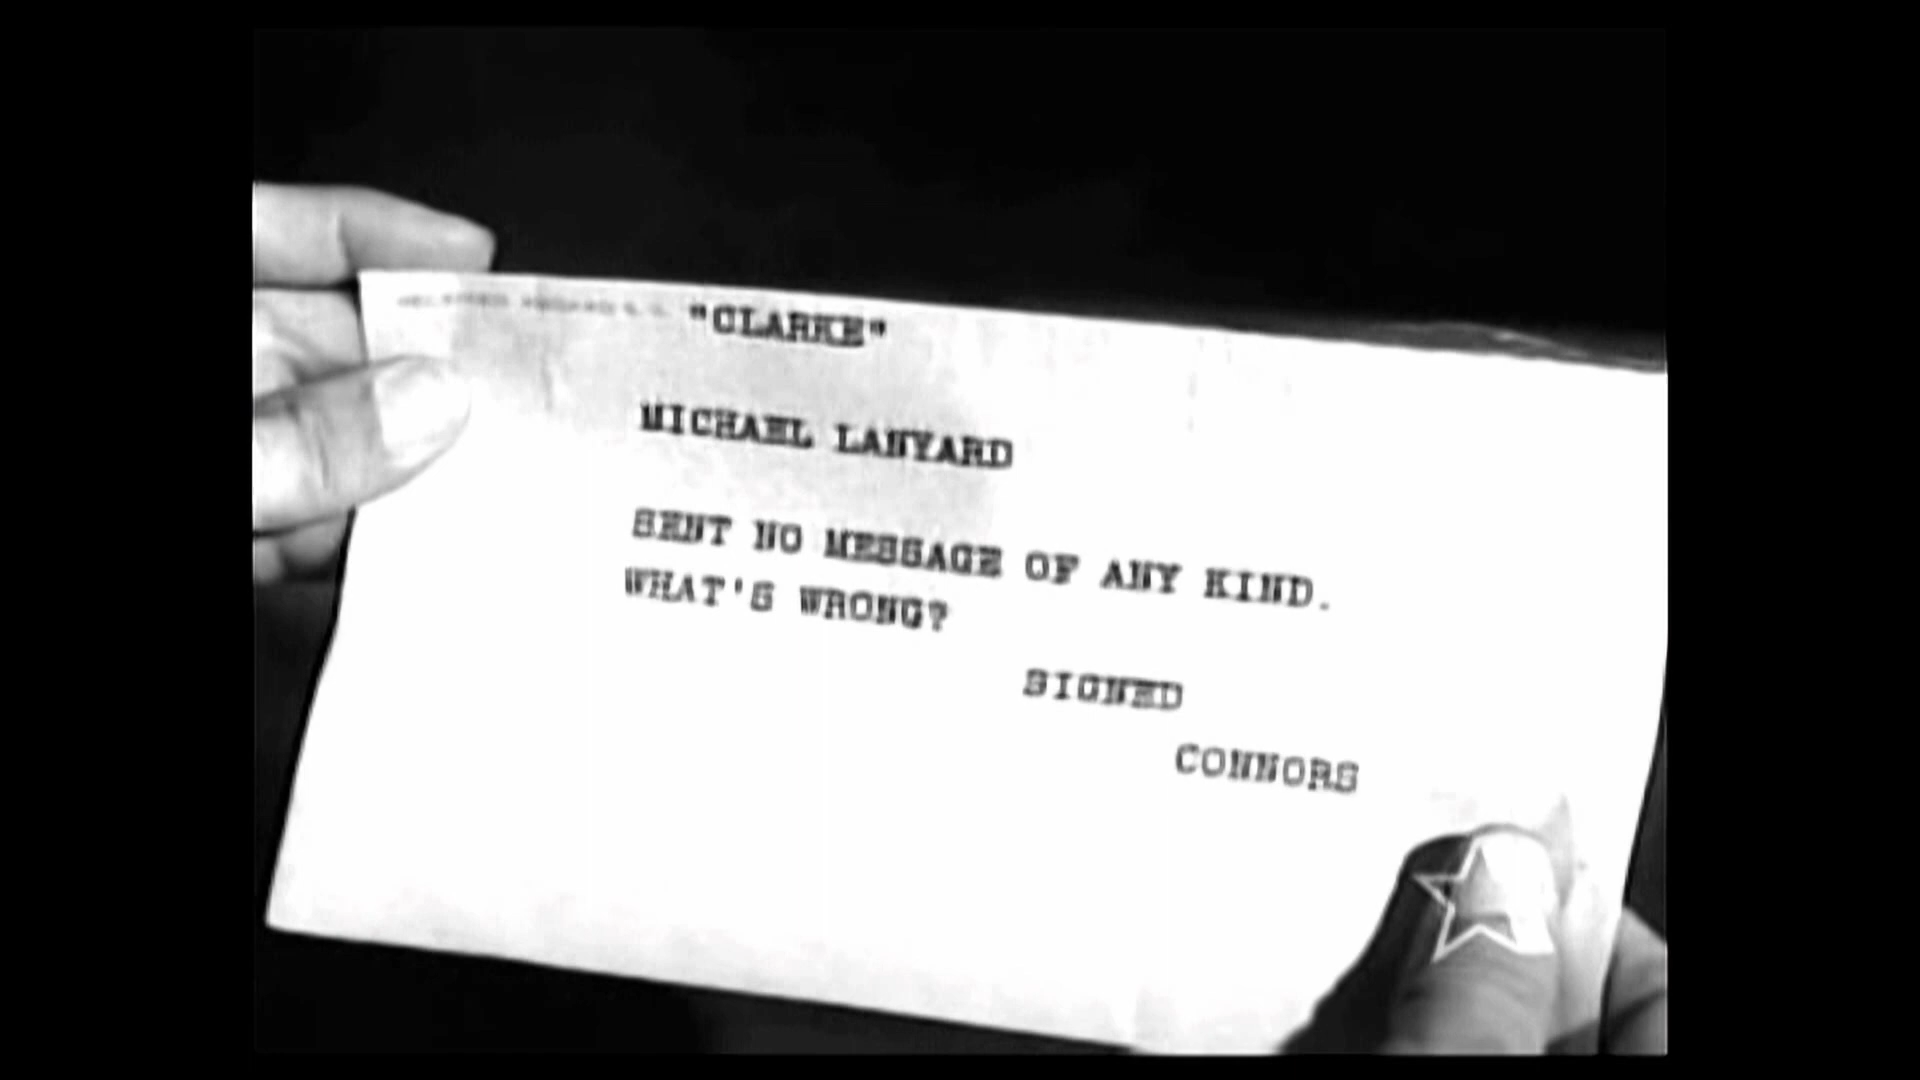 "CLARKE"
MICHAEL LANYARD
SENT NO MESSAGE OF ANY KIND.
WHAT'S WRONG?
SIGNED
CONNORS